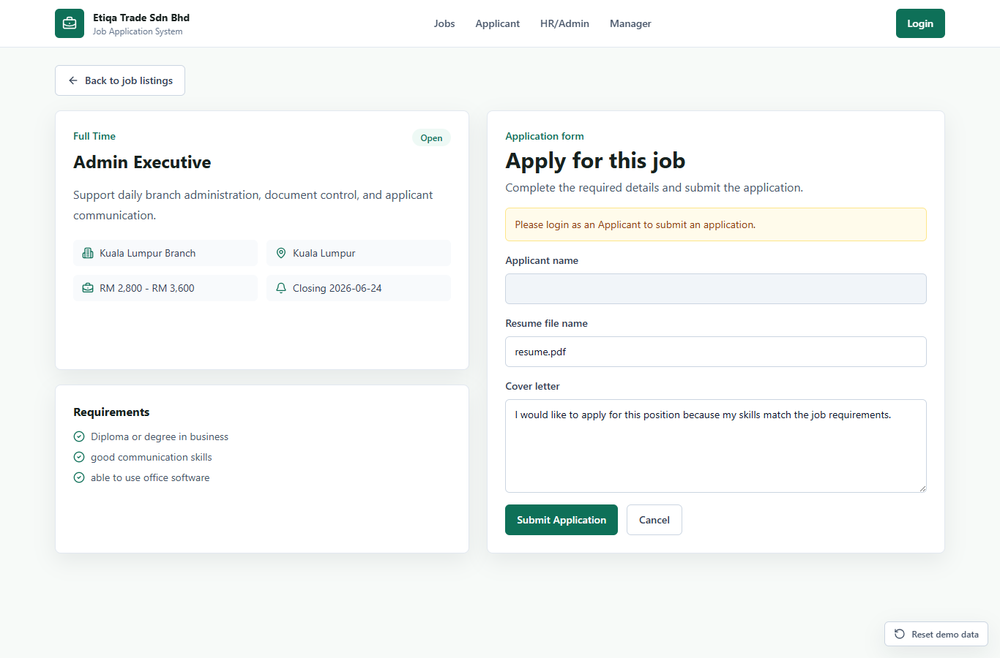 Etiqa Trade Sdn Bhd
Job Application System
Jobs
Applicant
HR/Admin
Manager
Login
Back to job listings
Full Time
Open
Admin Executive
Support daily branch administration, document control, and applicant
communication.
Kuala Lumpur Branch
Kuala Lumpur
RM 2,800 - RM 3,600
Closing 2026-06-24
Requirements
Diploma or degree in business
good communication skills
able to use office software
Application form
Apply for this job
Complete the required details and submit the application.
Please login as an Applicant to submit an application.
Applicant name
Resume file name
resume.pdf
Cover letter
I would like to apply for this position because my skills match the job requirements.
Submit Application
Cancel
Reset demo data